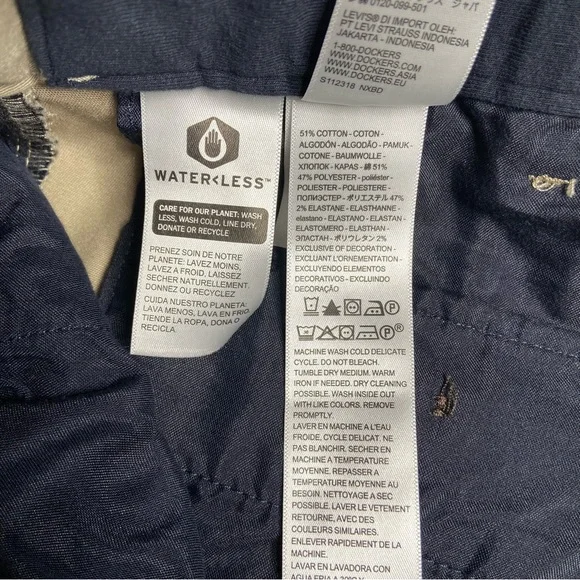 Ⓜ 0120-099-501
LEVI'S® DI IMPOR OLEH:
PT LEVI STRAUSS INDONESIA
JAKARTA - INDONESIA
1-800-DOCKERS
WWW.DOCKERS.COM
WWW.DOCKERS.ASIA
WWW.DOCKERS.EU
S112318 NXBD
WATER<LESS™
CARE FOR OUR PLANET: WASH
LESS, WASH COLD, LINE DRY,
DONATE OR RECYCLE
PRENEZ SOIN DE NOTRE
PLANETE: LAVEZ MOINS,
LAVEZ A FROID, LAISSEZ
SECHER NATURELLEMENT,
DONNEZ OU RECYCLEZ
CUIDA NUESTRO PLANETA:
LAVA MENOS, LAVA EN FRIO,
TIENDE LA ROPA, DONA O
RECICLA.
51% COTTON - COTON -
ALGODÓN - ALGODÃO - PAMUK-
COTONE - BAUMWOLLE -
ХЛОПОК - KAPAS - 綿 51%
47% POLYESTER - poliéster -
POLIESTER - POLIESTERE -
ПОЛИЭСТЕР - ポリエステル 47%
2% ELASTANE - ELASTHANNE -
elastano - ELASTANO - ELASTAN -
ELASTOMERO - ELASTHAN -
ЭЛАСТАН - ポリウレタン 2%
EXCLUSIVE OF DECORATION -
EXCLUANT L'ORNEMENTATION -
EXCLUYENDO ELEMENTOS
DECORATIVOS - EXCLUINDO
DECORAÇÃO
MACHINE WASH COLD DELICATE
CYCLE. DO NOT BLEACH.
TUMBLE DRY MEDIUM. WARM
IRON IF NEEDED. DRY CLEANING
POSSIBLE. WASH INSIDE OUT
WITH LIKE COLORS. REMOVE
PROMPTLY.
LAVER EN MACHINE A L'EAU
FROIDE, CYCLE DELICAT. NE
PAS BLANCHIR. SECHER EN
MACHINE A TEMPERATURE
MOYENNE. REPASSER A
TEMPERATURE MOYENNE AU
BESOIN. NETTOYAGE A SEC
POSSIBLE. LAVER LE VETEMENT
RETOURNE, AVEC DES
COULEURS SIMILAIRES.
ENLEVER RAPIDEMENT DE LA
MACHINE.
LAVAR EN LAVADORA CON